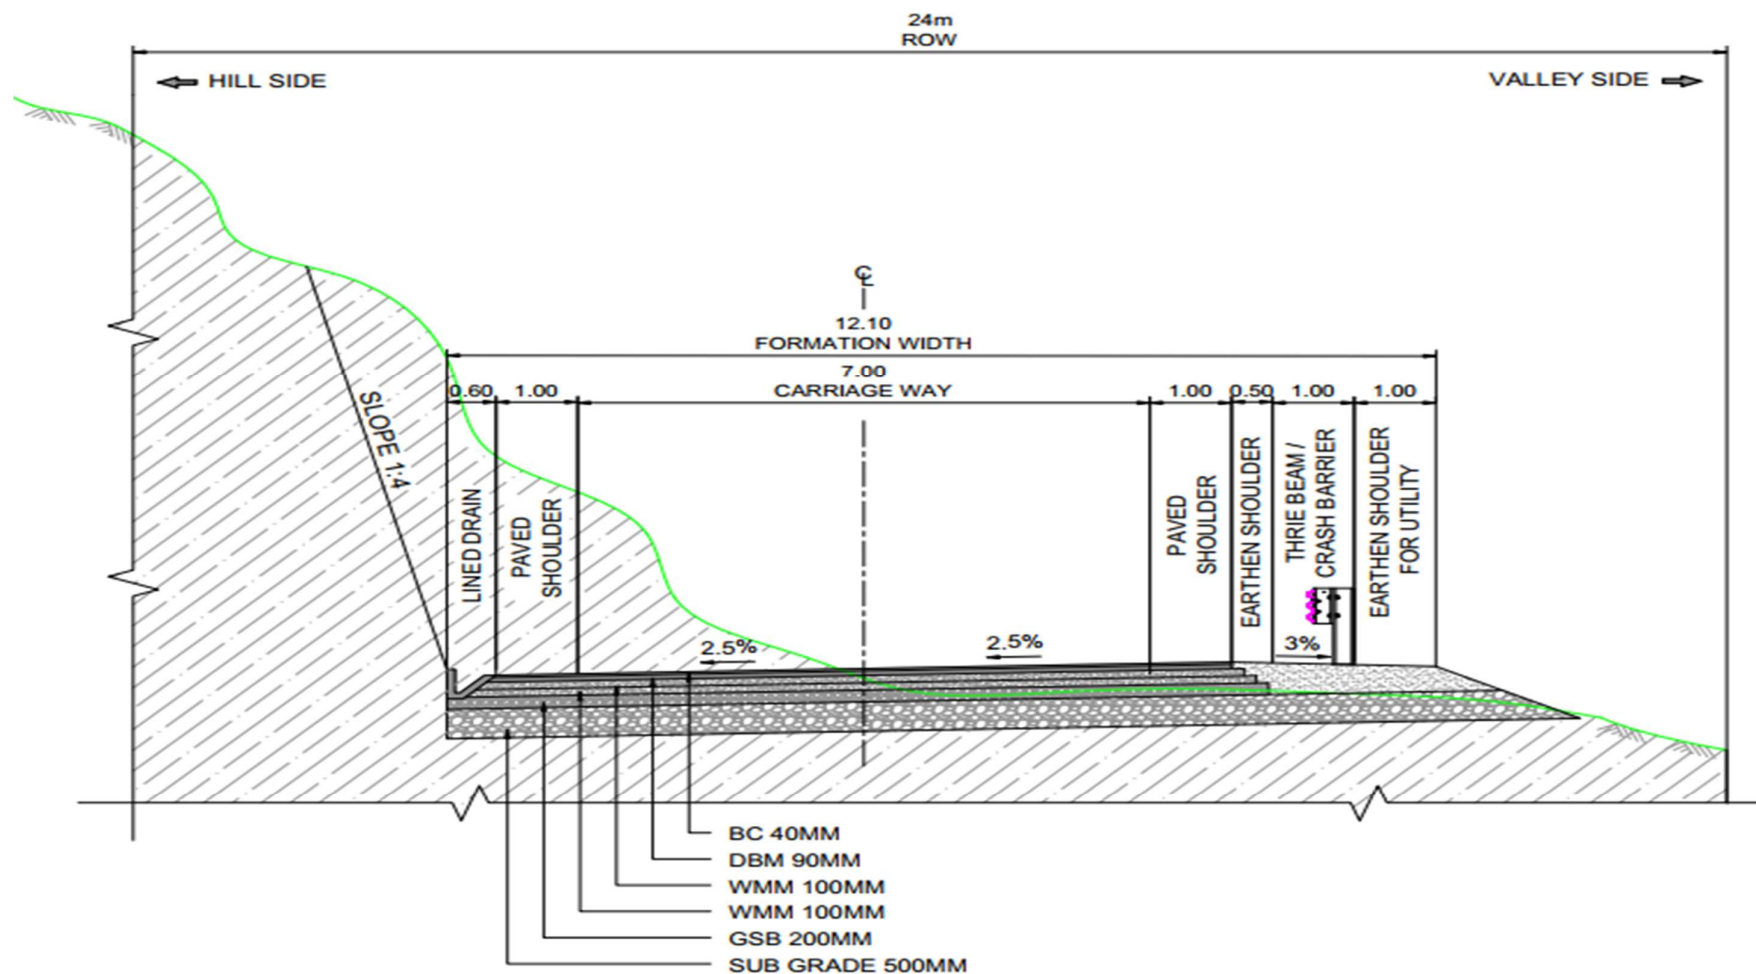 24m
ROW
HILL SIDE
VALLEY SIDE
CL
12.10
FORMATION WIDTH
7.00
CARRIAGE WAY
0.60
1.00
1.00
0.50
1.00
1.00
SLOPE 1:4
LINED DRAIN
PAVED
SHOULDER
PAVED
SHOULDER
EARTHEN SHOULDER
THRIE BEAM /
CRASH BARRIER
EARTHEN SHOULDER
FOR UTILITY
2.5%
2.5%
3%
BC 40MM
DBM 90MM
WMM 100MM
WMM 100MM
GSB 200MM
SUB GRADE 500MM